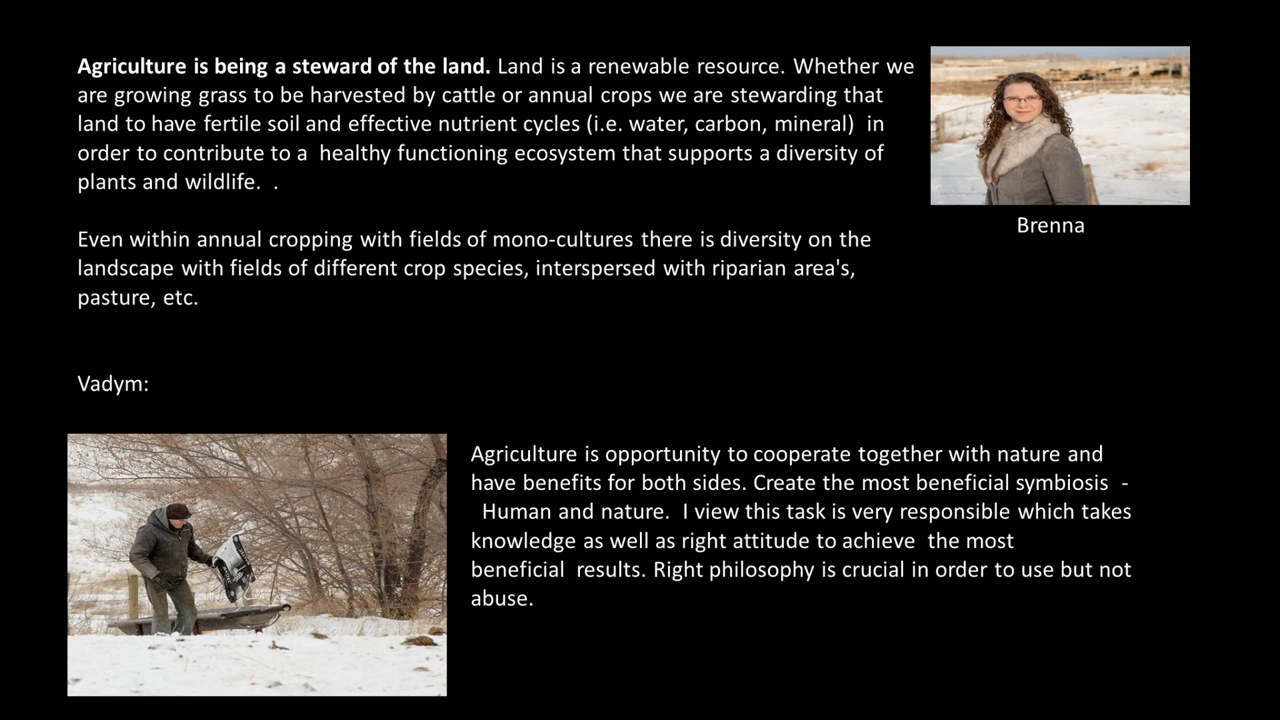 Agriculture is being a steward of the land. Land is a renewable resource. Whether we
are growing grass to be harvested by cattle or annual crops we are stewarding that
land to have fertile soil and effective nutrient cycles (i.e. water, carbon, mineral)  in
order to contribute to a  healthy functioning ecosystem that supports a diversity of
plants and wildlife.  .
Brenna
Even within annual cropping with fields of mono-cultures there is diversity on the
landscape with fields of different crop species, interspersed with riparian area's,
pasture, etc.
Vadym:
Agriculture is opportunity to cooperate together with nature and
have benefits for both sides. Create the most beneficial symbiosis  -
Human and nature.  I view this task is very responsible which takes
knowledge as well as right attitude to achieve  the most
beneficial  results. Right philosophy is crucial in order to use but not
abuse.